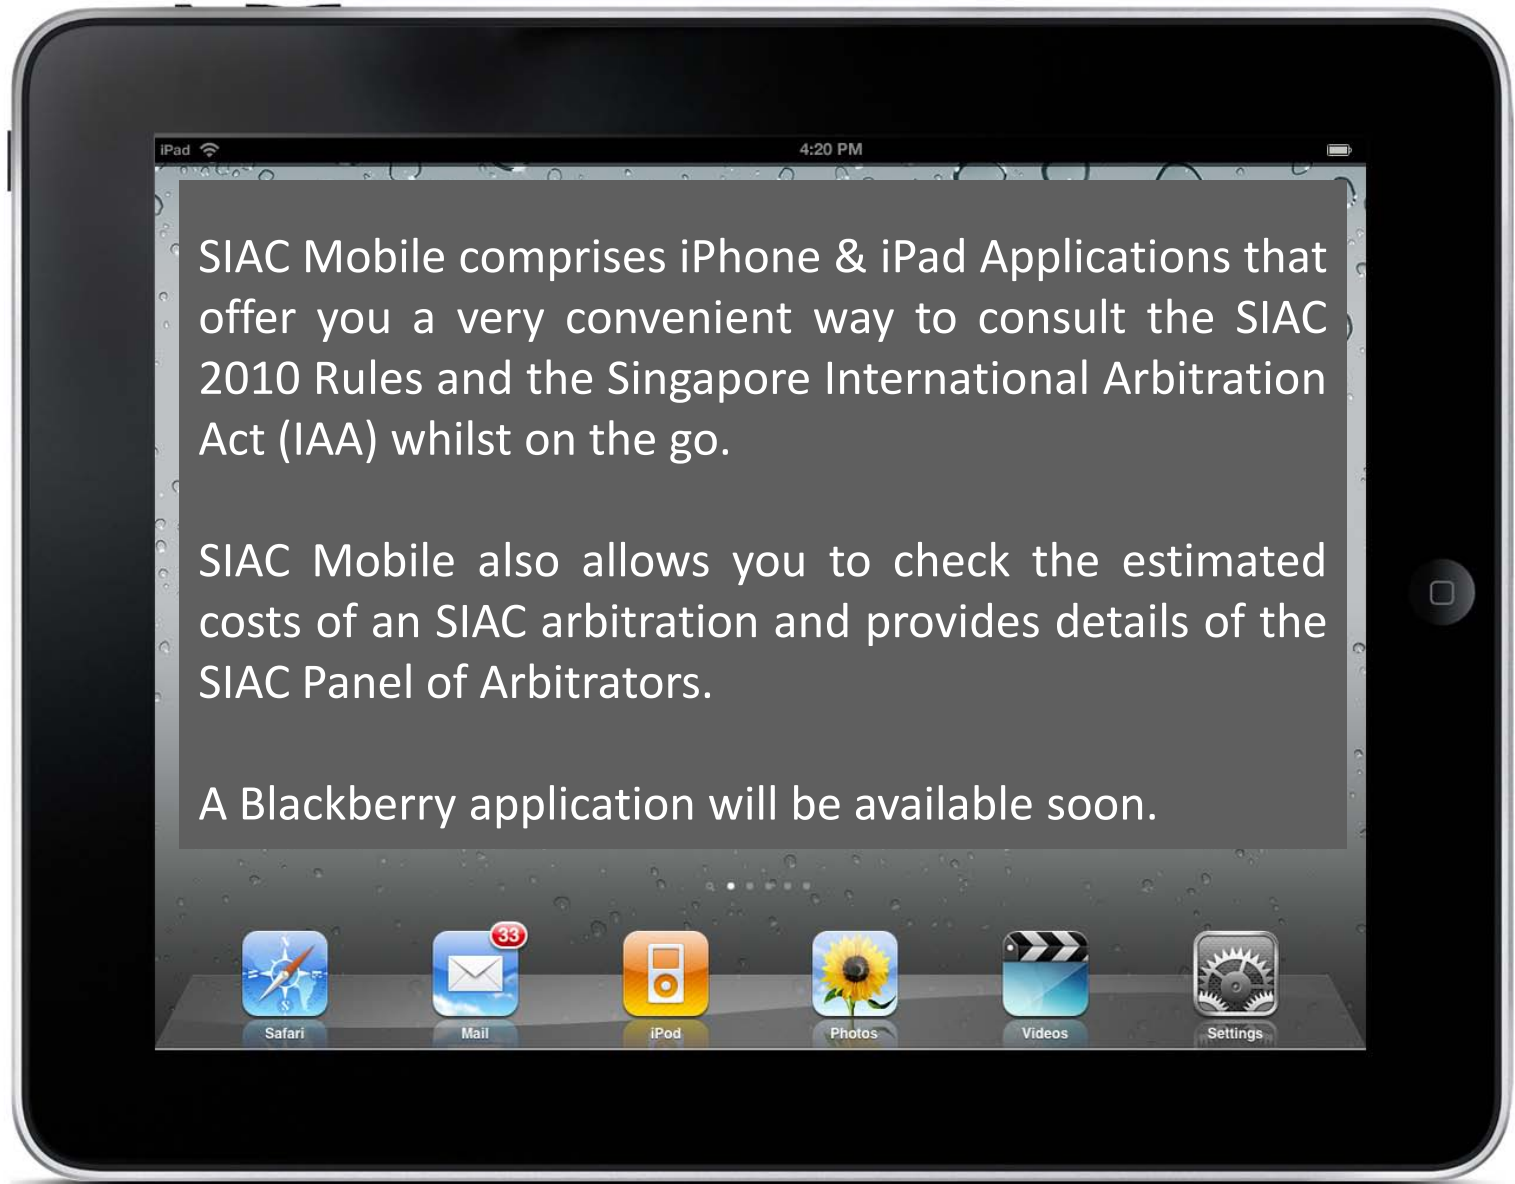 iPad 4:20 PM
SIAC Mobile comprises iPhone & iPad Applications that
offer you a very convenient way to consult the SIAC
2010 Rules and the Singapore International Arbitration
Act (IAA) whilst on the go.
SIAC Mobile also allows you to check the estimated
costs of an SIAC arbitration and provides details of the
SIAC Panel of Arbitrators.
A Blackberry application will be available soon.
33
Safari Mail iPod Photos Videos Settings